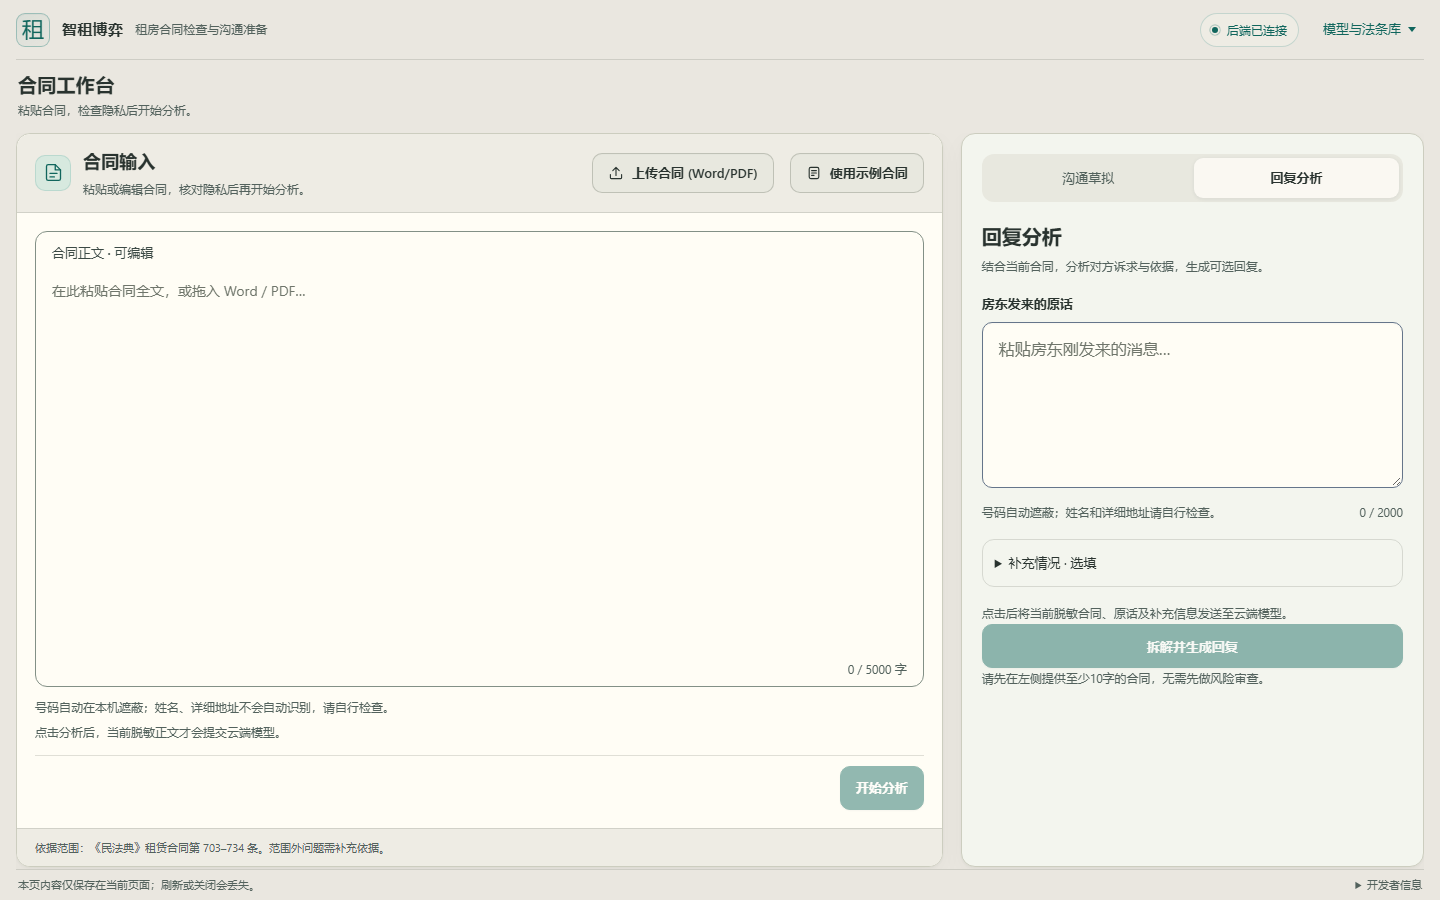 租
智租博弈
租房合同检查与沟通准备
后端已连接
模型与法条库
合同工作台
粘贴合同，检查隐私后开始分析。
合同输入
粘贴或编辑合同，核对隐私后再开始分析。
上传合同 (Word/PDF)
使用示例合同
合同正文 · 可编辑
在此粘贴合同全文，或拖入 Word / PDF...
0 / 5000 字
号码自动在本机遮蔽；姓名、详细地址不会自动识别，请自行检查。
点击分析后，当前脱敏正文才会提交云端模型。
开始分析
依据范围：《民法典》租赁合同第 703–734 条。范围外问题需补充依据。
沟通草拟
回复分析
回复分析
结合当前合同，分析对方诉求与依据，生成可选回复。
房东发来的原话
粘贴房东刚发来的消息...
号码自动遮蔽；姓名和详细地址请自行检查。
0 / 2000
补充情况 · 选填
点击后将当前脱敏合同、原话及补充信息发送至云端模型。
拆解并生成回复
请先在左侧提供至少10字的合同，无需先做风险审查。
本页内容仅保存在当前页面；刷新或关闭会丢失。
开发者信息